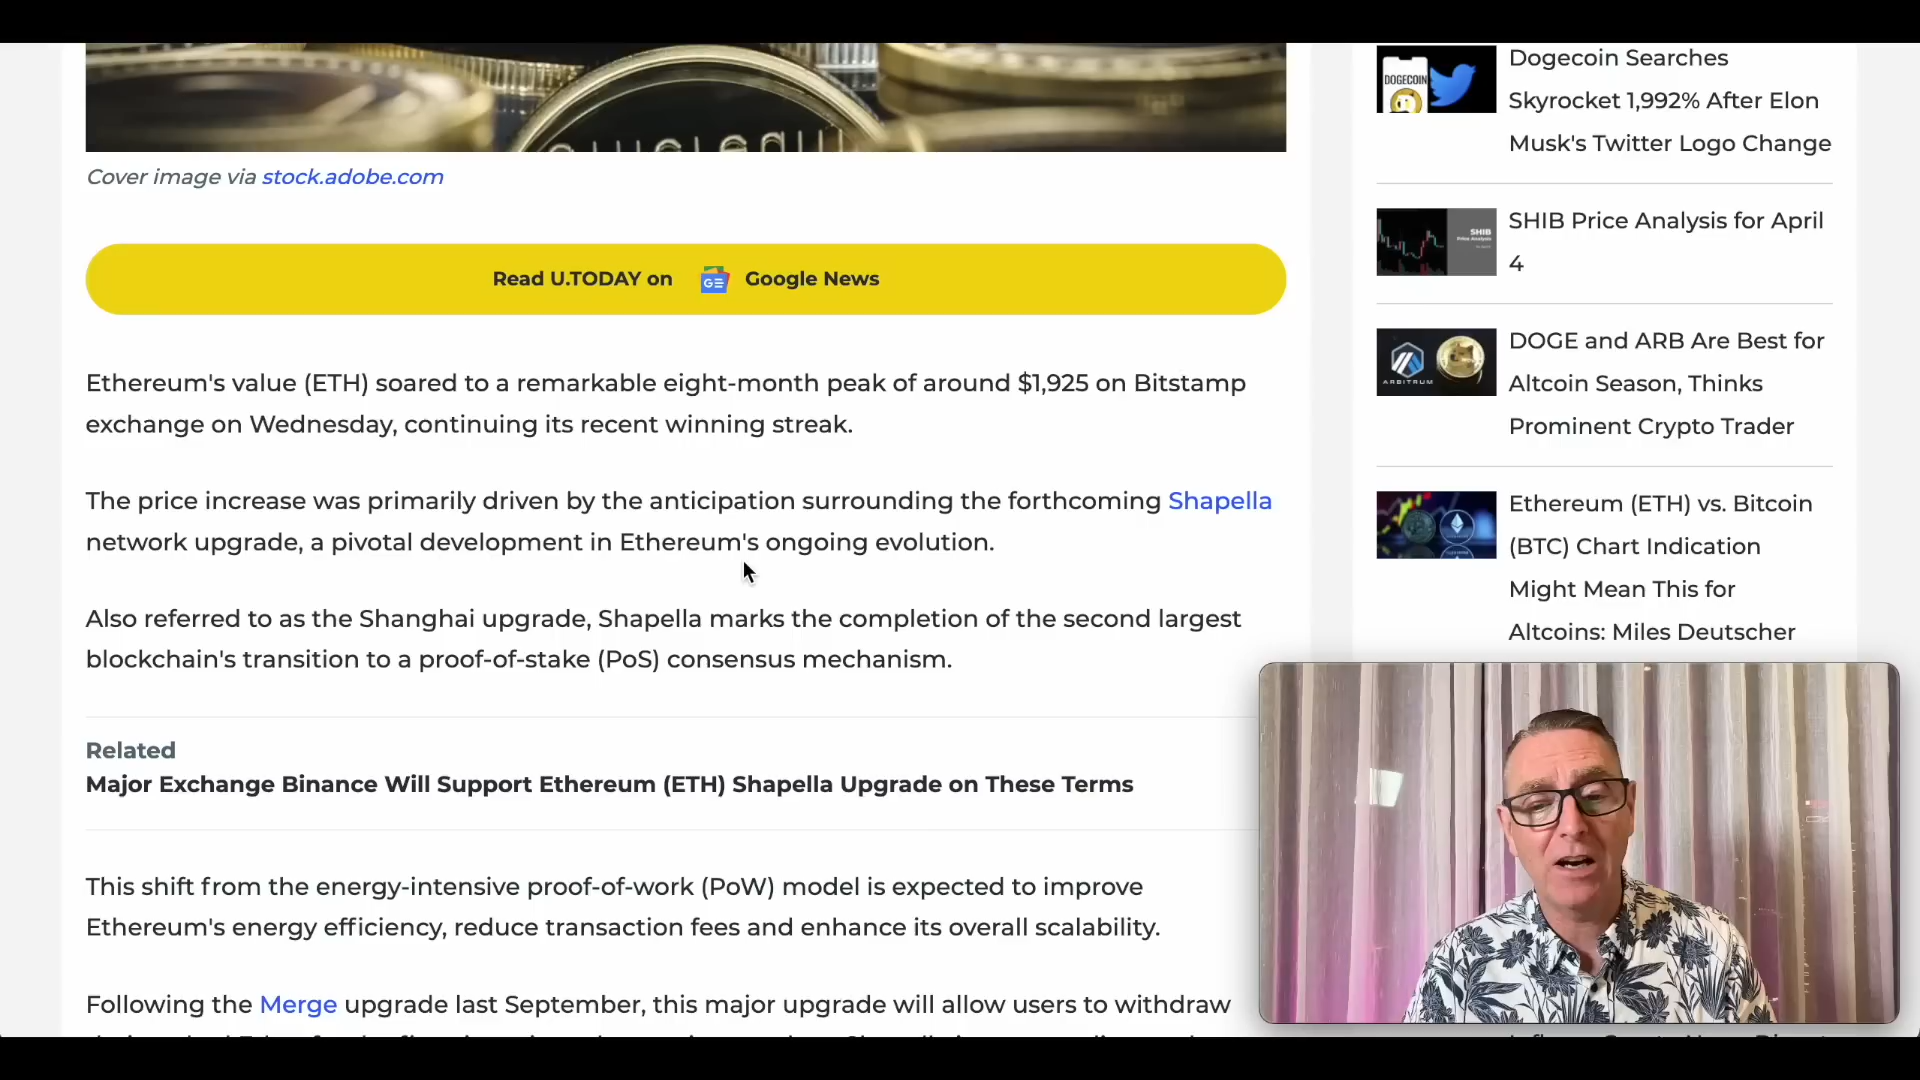 Cover image via stock.adobe.com
Read U.TODAY on Google News
Ethereum's value (ETH) soared to a remarkable eight-month peak of around $1,925 on Bitstamp
exchange on Wednesday, continuing its recent winning streak.
The price increase was primarily driven by the anticipation surrounding the forthcoming Shapella
network upgrade, a pivotal development in Ethereum's ongoing evolution.
Also referred to as the Shanghai upgrade, Shapella marks the completion of the second largest
blockchain's transition to a proof-of-stake (PoS) consensus mechanism.
Related
Major Exchange Binance Will Support Ethereum (ETH) Shapella Upgrade on These Terms
This shift from the energy-intensive proof-of-work (PoW) model is expected to improve
Ethereum's energy efficiency, reduce transaction fees and enhance its overall scalability.
Following the Merge upgrade last September, this major upgrade will allow users to withdraw
DOGECOIN
Dogecoin Searches
Skyrocket 1,992% After Elon
Musk's Twitter Logo Change
SHIB
Price Analysis
SHIB Price Analysis for April
4
ARBITRUM
DOGE and ARB Are Best for
Altcoin Season, Thinks
Prominent Crypto Trader
Ethereum (ETH) vs. Bitcoin
(BTC) Chart Indication
Might Mean This for
Altcoins: Miles Deutscher